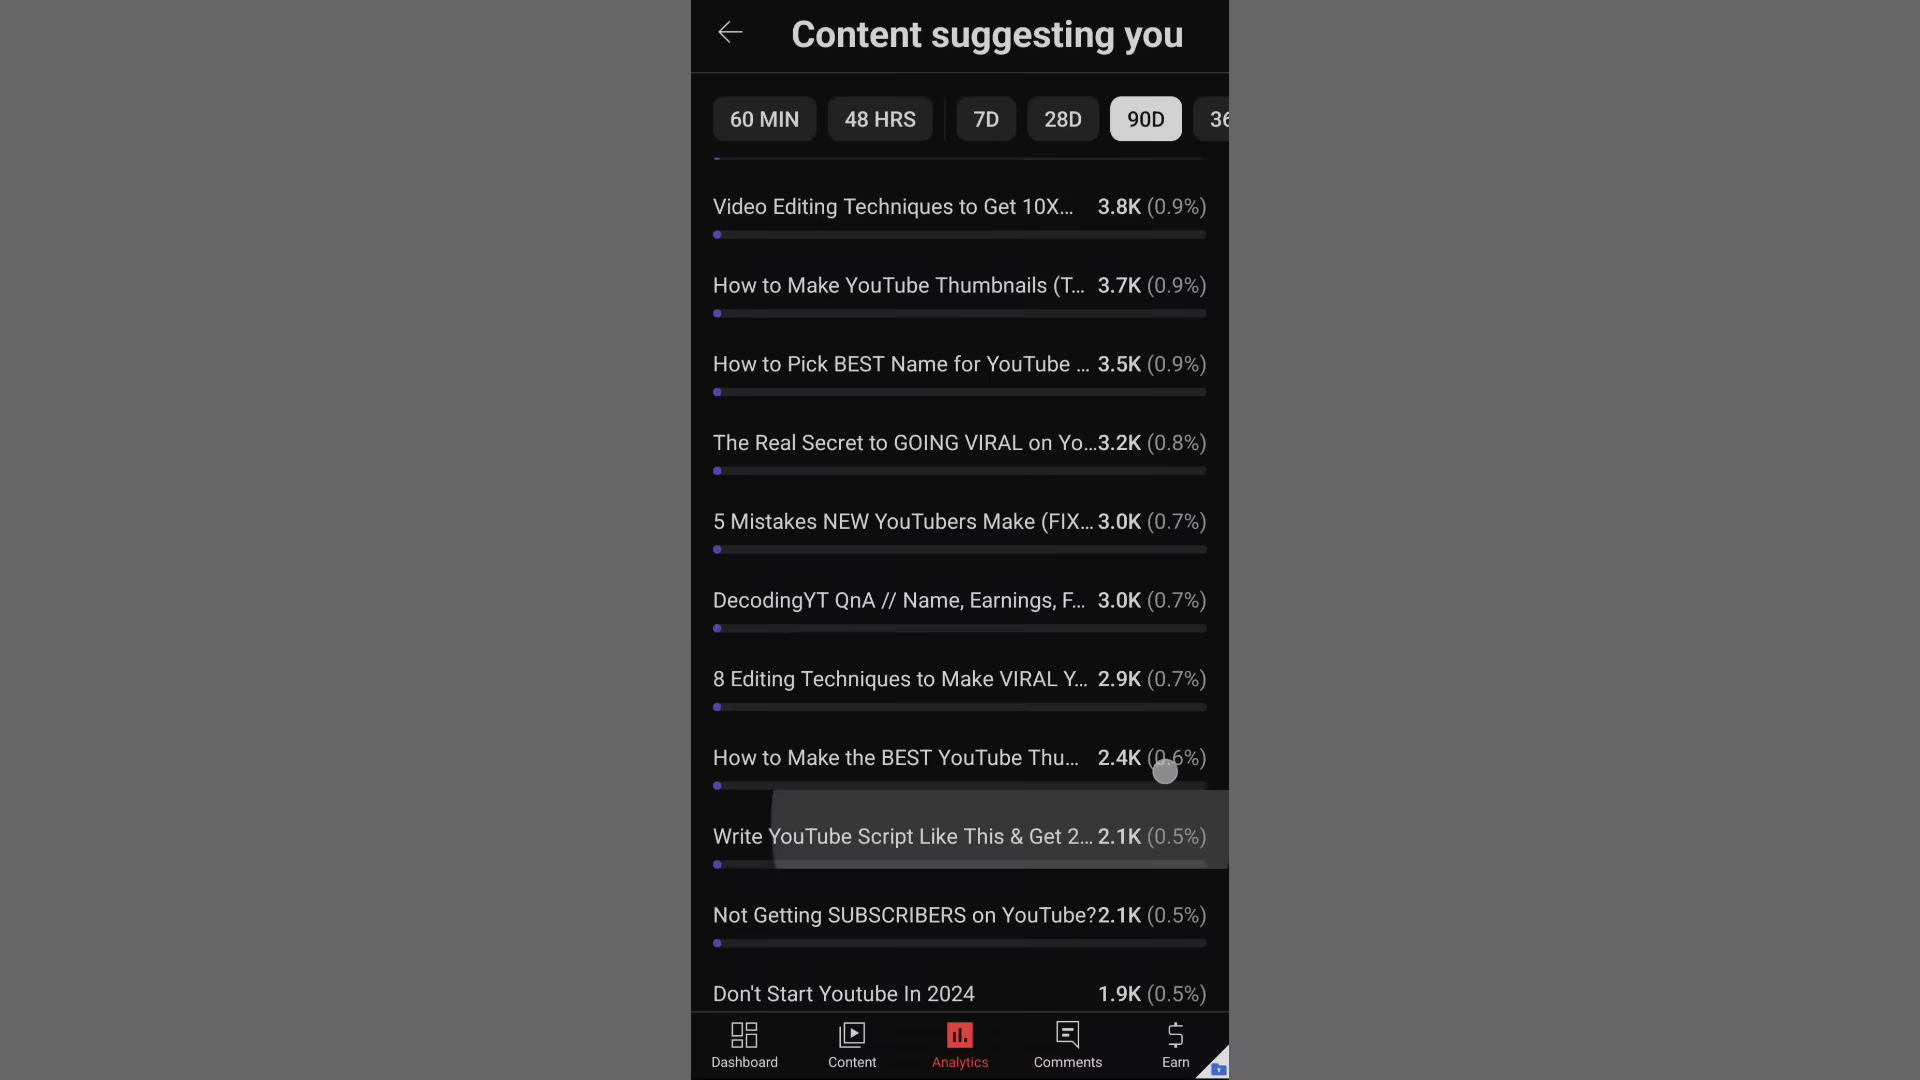 Content suggesting you
60 MIN 48 HRS 7D 28D 90D 36
Video Editing Techniques to Get 10X... 3.8K (0.9%)
How to Make YouTube Thumbnails (T... 3.7K (0.9%)
How to Pick BEST Name for YouTube ... 3.5K (0.9%)
The Real Secret to GOING VIRAL on Yo... 3.2K (0.8%)
5 Mistakes NEW YouTubers Make (FIX... 3.0K (0.7%)
DecodingYT QnA // Name, Earnings, F... 3.0K (0.7%)
8 Editing Techniques to Make VIRAL Y... 2.9K (0.7%)
How to Make the BEST YouTube Thu... 2.4K (0.6%)
Write YouTube Script Like This & Get 2... 2.1K (0.5%)
Not Getting SUBSCRIBERS on YouTube? 2.1K (0.5%)
Don't Start Youtube In 2024 1.9K (0.5%)
Dashboard Content Analytics Comments Earn